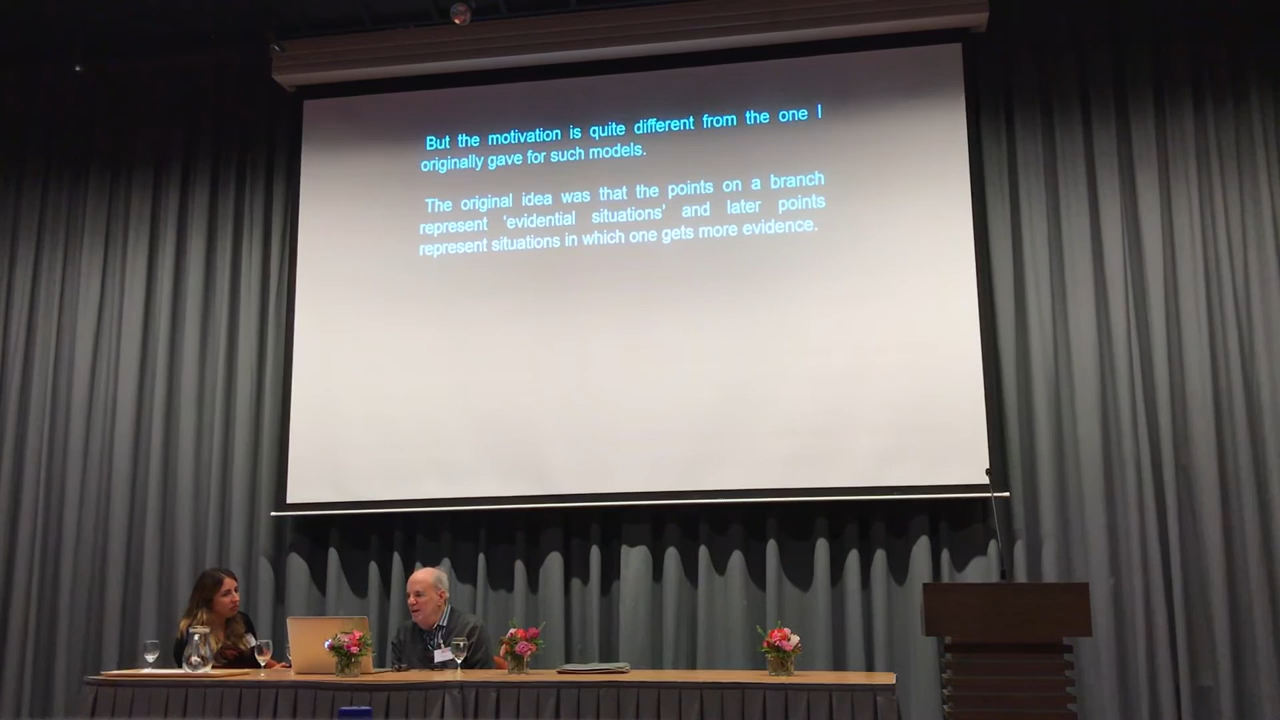 But the motivation is quite different from the one I
originally gave for such models.
The original idea was that the points on a branch
represent ‘evidential situations’ and later points
represent situations in which one gets more evidence.